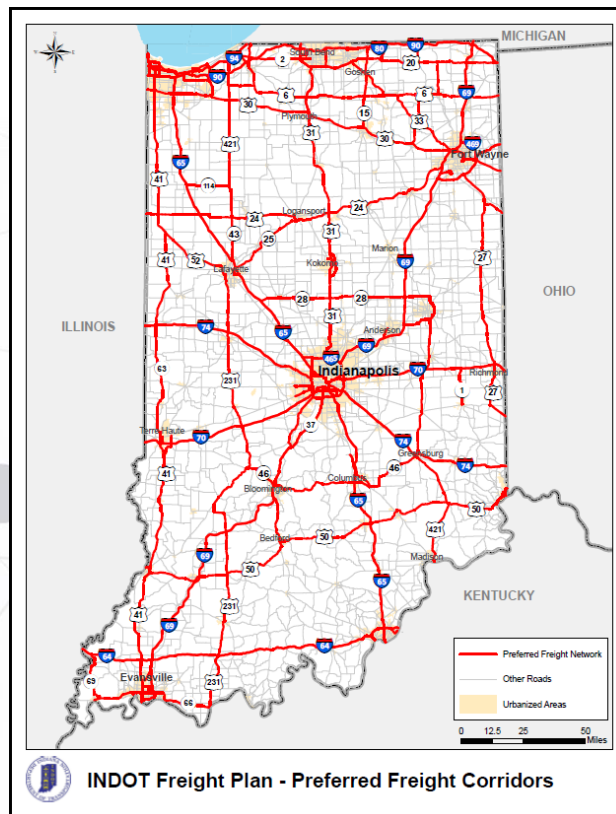 MICHIGAN
South Bend
80
90
94
2
20
Goshen
90
6
6
69
30
15
33
Plymouth
31
30
469
421
Fort Wayne
65
41
114
24
24
Logansport
43
25
31
27
Marion
41
52
69
Lafayette
Kokomo
OHIO
28
28
ILLINOIS
74
65
31
Anderson
69
465
Indianapolis
63
70
Richmond
231
1
27
37
Terre Haute
70
74
Greensburg
46
46
74
41
Columbus
Bloomington
65
50
50
421
Bedford
69
Madison
50
65
KENTUCKY
231
41
69
64
64
69
Evansville
231
66
Preferred Freight Network
Other Roads
Urbanized Areas
0 12.5 25 50
Miles
INDOT Freight Plan - Preferred Freight Corridors